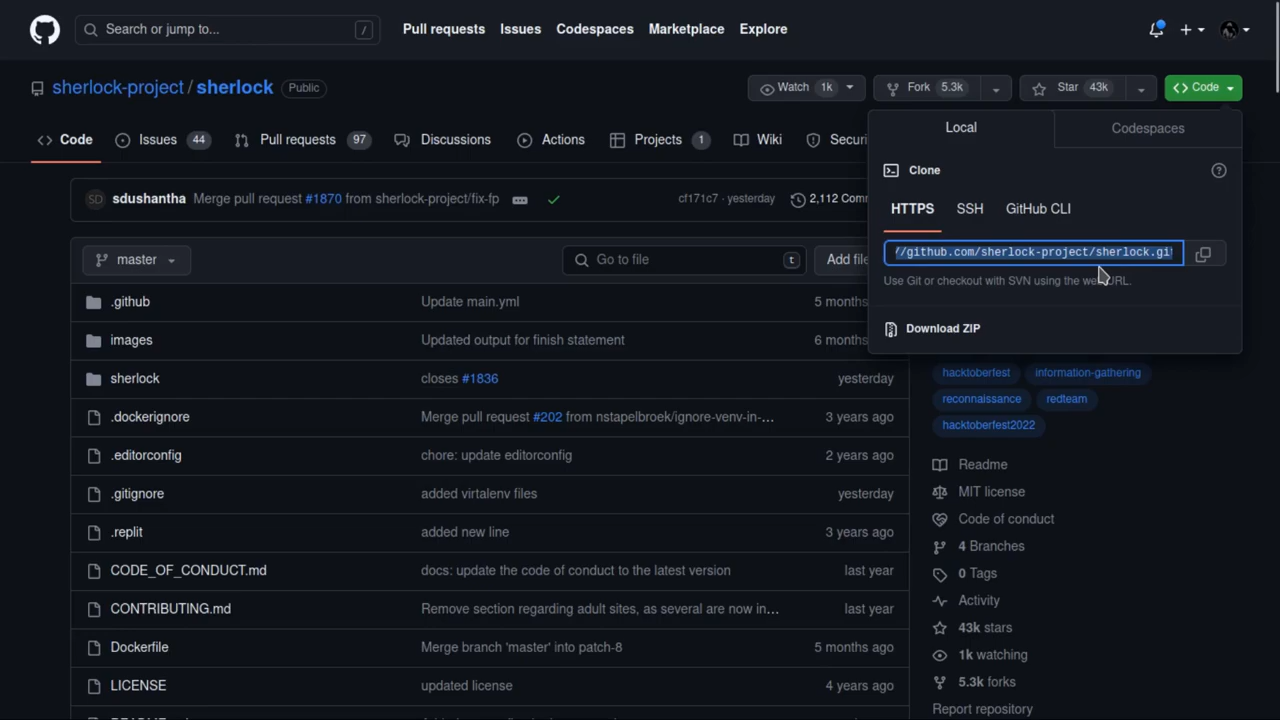 Search or jump to... /
Pull requests Issues Codespaces Marketplace Explore
sherlock-project / sherlock Public
Watch 1k Fork 5.3k Star 43k Code
Code Issues 44 Pull requests 97 Discussions Actions Projects 1 Wiki Securi
Local Codespaces
Clone
HTTPS SSH GitHub CLI
//github.com/sherlock-project/sherlock.git
Use Git or checkout with SVN using the web URL.
Download ZIP
SD sdushantha Merge pull request #1870 from sherlock-project/fix-fp cf171c7 · yesterday 2,112 Comm
master Go to file t Add file
.github Update main.yml 5 months
images Updated output for finish statement 6 months
sherlock closes #1836 yesterday
.dockerignore Merge pull request #202 from nstapelbroek/ignore-venv-in-... 3 years ago
.editorconfig chore: update editorconfig 2 years ago
.gitignore added virtalenv files yesterday
.replit added new line 3 years ago
CODE_OF_CONDUCT.md docs: update the code of conduct to the latest version last year
CONTRIBUTING.md Remove section regarding adult sites, as several are now in... last year
Dockerfile Merge branch 'master' into patch-8 5 months ago
LICENSE updated license 4 years ago
hacktoberfest information-gathering
reconnaissance redteam
hacktoberfest2022
Readme
MIT license
Code of conduct
4 Branches
0 Tags
Activity
43k stars
1k watching
5.3k forks
Report repository